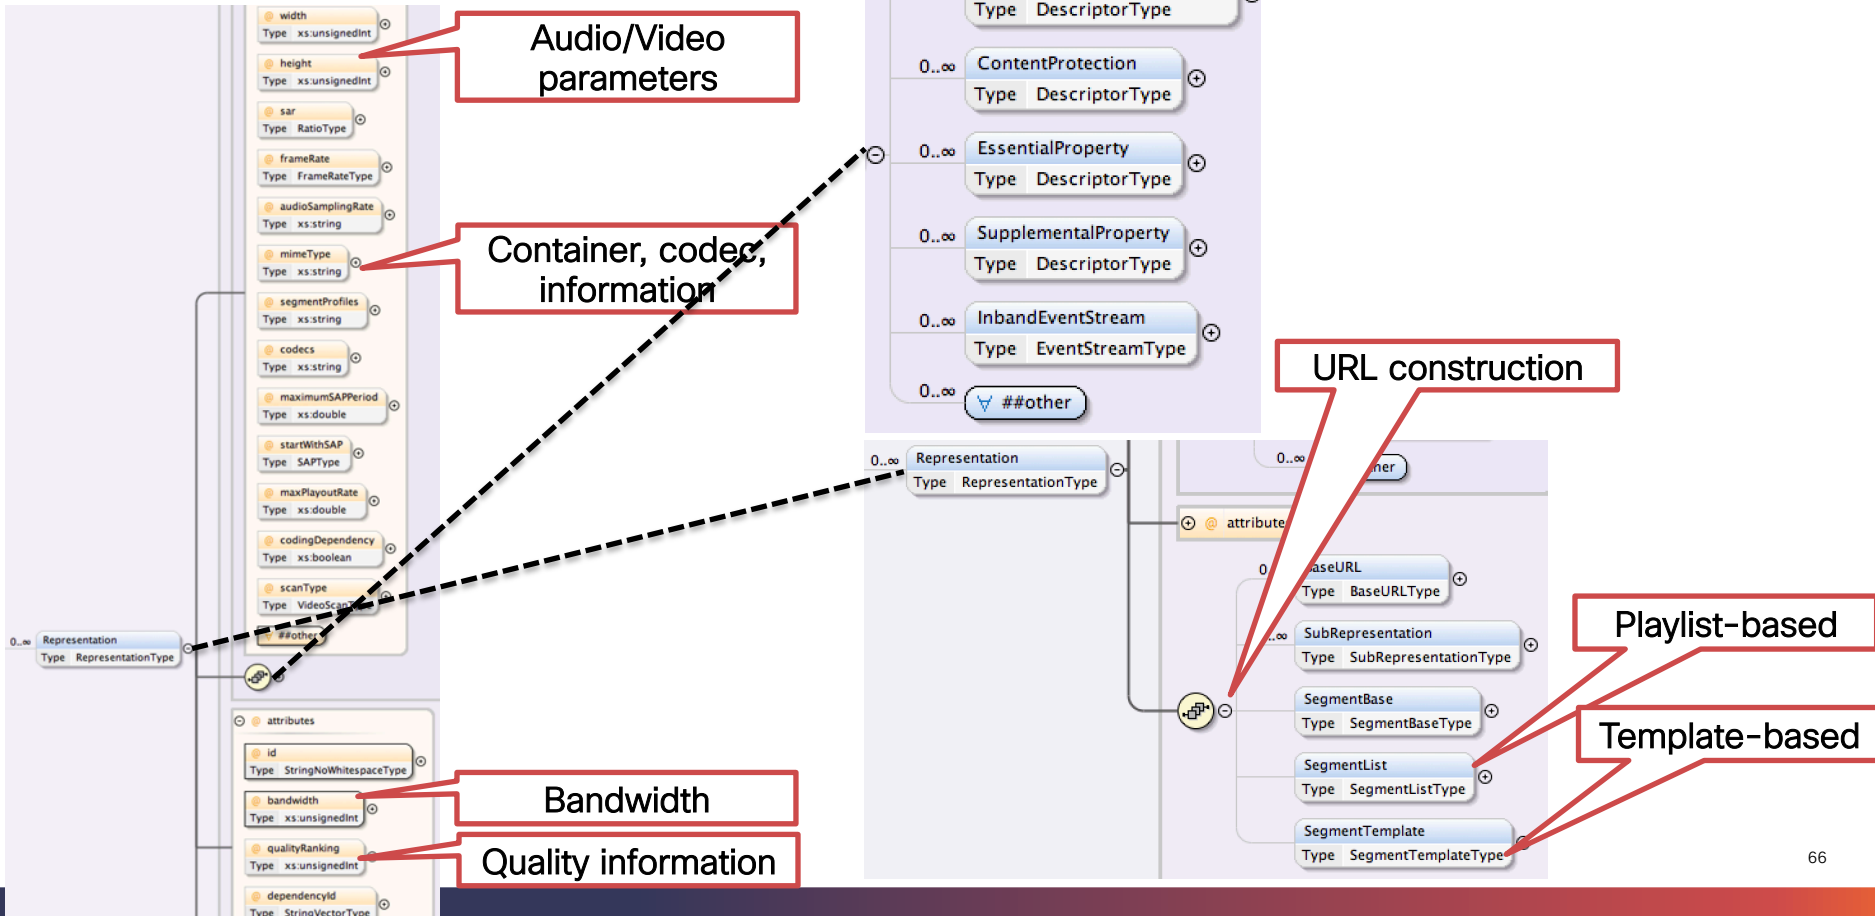 @ width
Type xs:unsignedInt
@ height
Type xs:unsignedInt
@ sar
Type RatioType
@ frameRate
Type FrameRateType
@ audioSamplingRate
Type xs:string
@ mimeType
Type xs:string
@ segmentProfiles
Type xs:string
@ codecs
Type xs:string
@ maximumSAPPeriod
Type xs:double
@ startWithSAP
Type SAPType
@ maxPlayoutRate
Type xs:double
@ codingDependency
Type xs:boolean
@ scanType
Type
##other
0..∞ Representation
Type RepresentationType
@ attributes
@ id
Type StringNoWhitespaceType
@ bandwidth
Type xs:unsignedInt
@ qualityRanking
Type xs:unsignedInt
@ dependencyId
Type StringVectorType
Audio/Video
parameters
Container, codec,
information
Bandwidth
Quality information
Type DescriptorType
0..∞ ContentProtection
Type DescriptorType
0..∞ EssentialProperty
Type DescriptorType
0..∞ SupplementalProperty
Type DescriptorType
0..∞ InbandEventStream
Type EventStreamType
0..∞ ##other
URL construction
0..∞ Representation
Type RepresentationType
0..∞
@ attribute
BaseURL
Type BaseURLType
SubRepresentation
Type SubRepresentationType
SegmentBase
Type SegmentBaseType
SegmentList
Type SegmentListType
SegmentTemplate
Type SegmentTemplateType
Playlist-based
Template-based
66